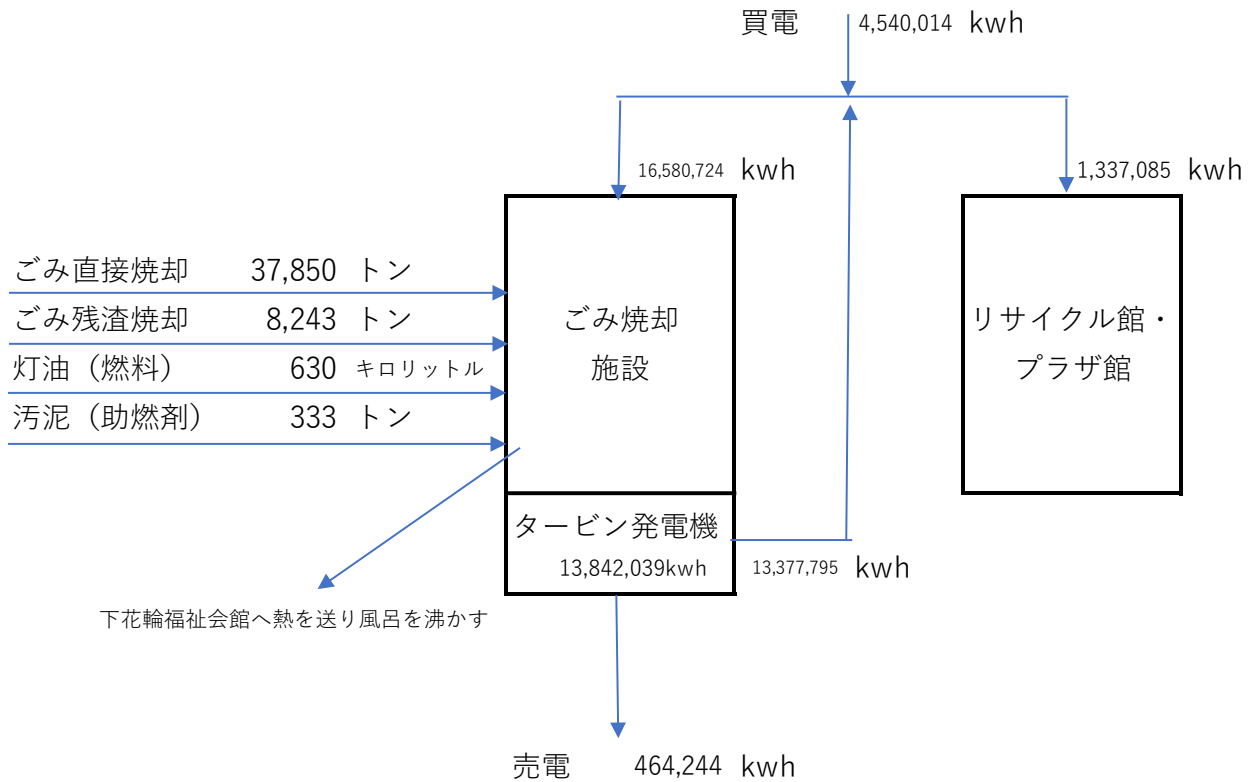 買電 4,540,014 kwh
16,580,724 kwh
1,337,085 kwh
ごみ直接焼却 37,850 トン
ごみ残渣焼却 8,243 トン
灯油（燃料） 630 キロリットル
汚泥（助燃剤） 333 トン
ごみ焼却
施設
リサイクル館・
プラザ館
タービン発電機
13,842,039kwh
13,377,795 kwh
下花輪福祉会館へ熱を送り風呂を沸かす
売電 464,244 kwh